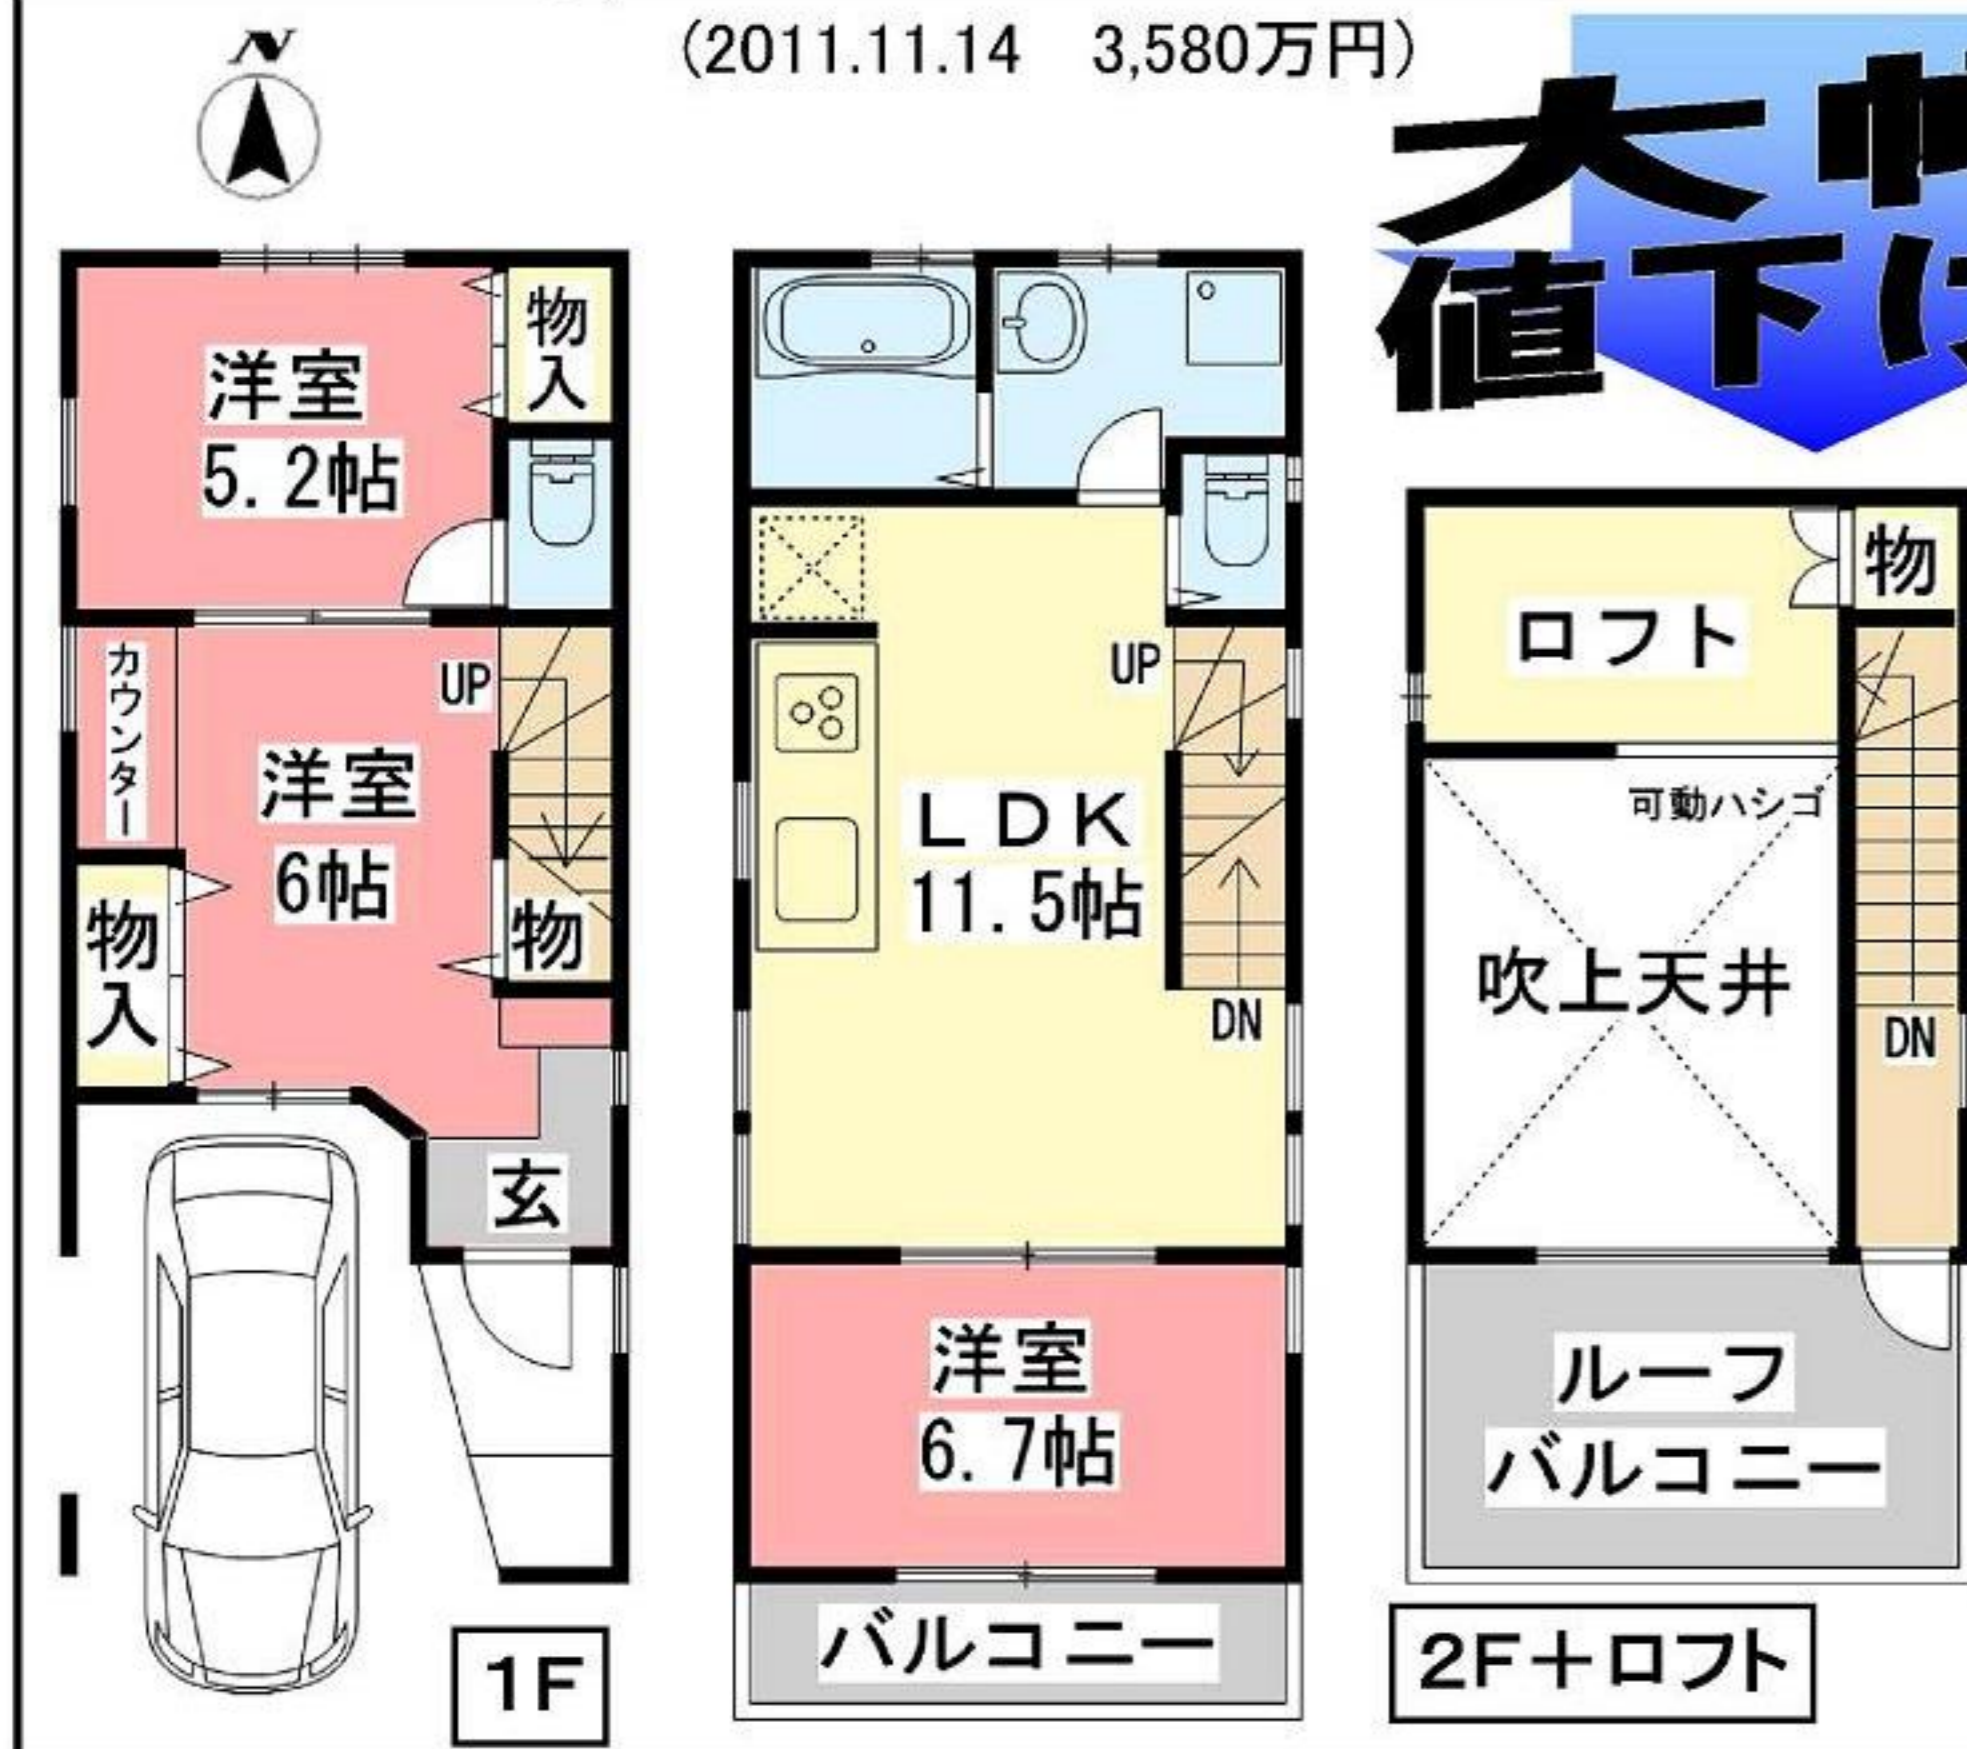 N
(2011.11.14 3,580万円)
大幅
値下げ
洋室
5.2帖
物入
カウンター
UP
洋室
6帖
物入
物
玄
1F
UP
LDK
11.5帖
DN
洋室
6.7帖
バルコニー
物
ロフト
可動ハシゴ
吹上天井
DN
ルーフ
バルコニー
2F+ロフト